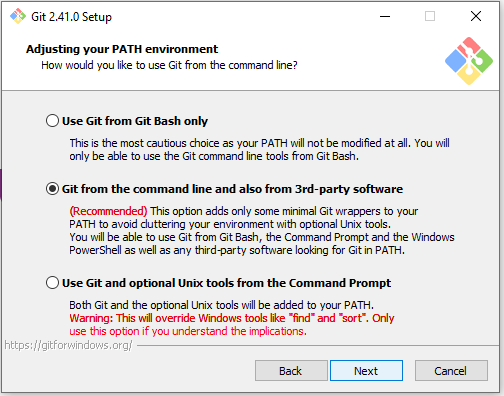 Git 2.41.0 Setup
Adjusting your PATH environment
How would you like to use Git from the command line?
Use Git from Git Bash only
This is the most cautious choice as your PATH will not be modified at all. You will
only be able to use the Git command line tools from Git Bash.
Git from the command line and also from 3rd-party software
(Recommended) This option adds only some minimal Git wrappers to your
PATH to avoid cluttering your environment with optional Unix tools.
You will be able to use Git from Git Bash, the Command Prompt and the Windows
PowerShell as well as any third-party software looking for Git in PATH.
Use Git and optional Unix tools from the Command Prompt
Both Git and the optional Unix tools will be added to your PATH.
Warning: This will override Windows tools like "find" and "sort". Only
use this option if you understand the implications.
https://gitforwindows.org/
Back
Next
Cancel